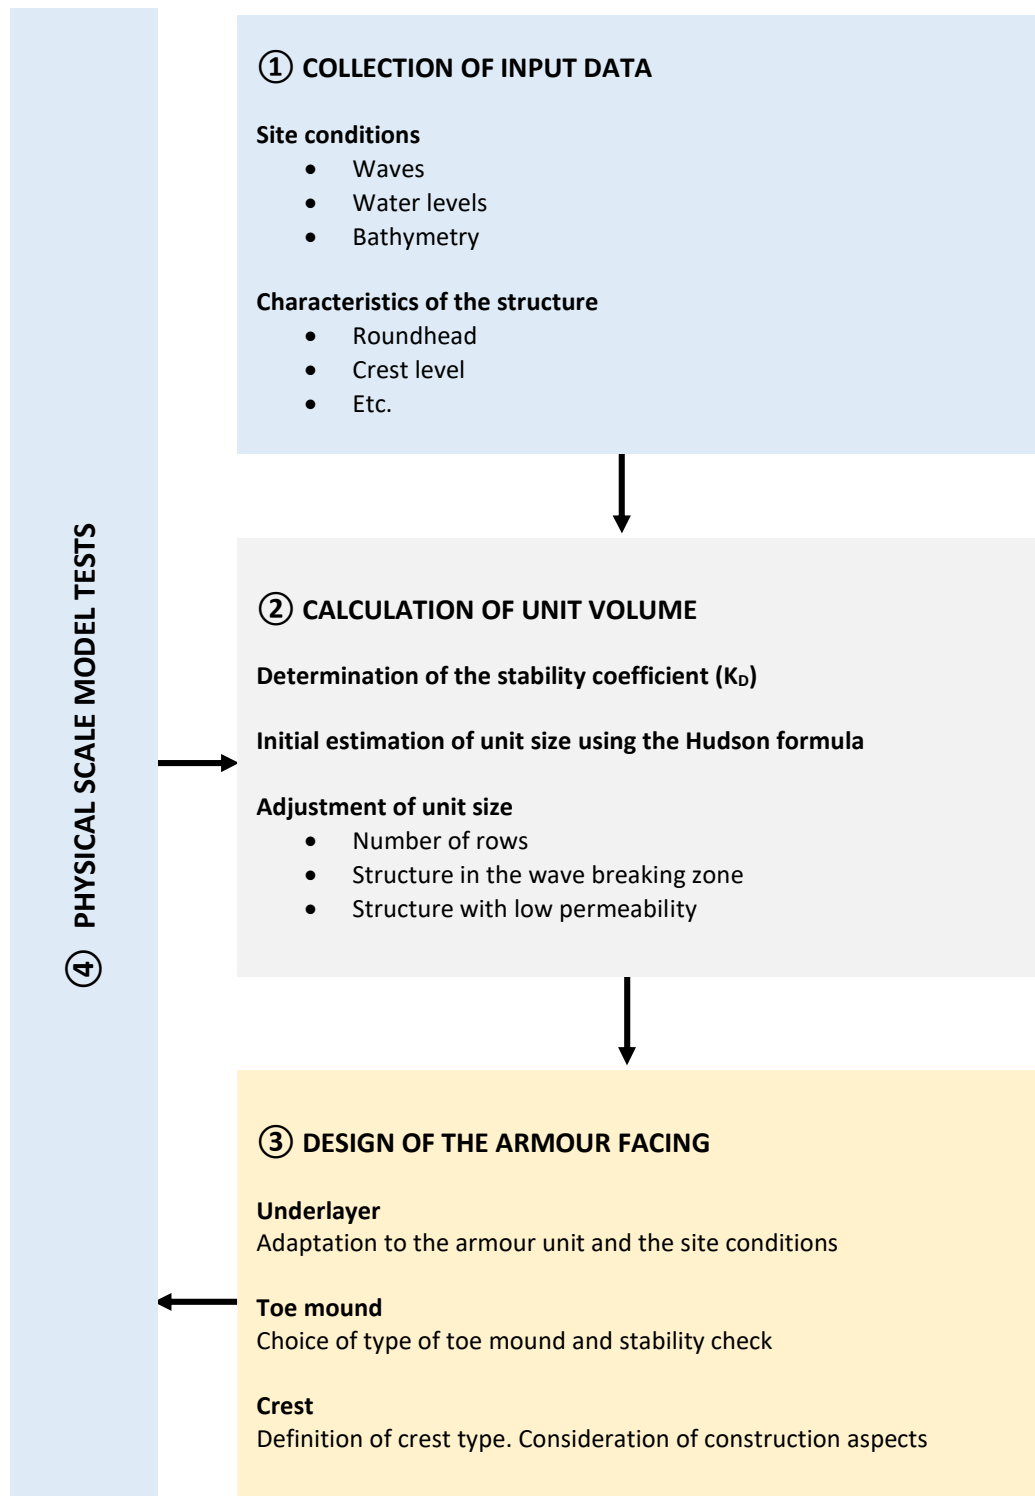 ① COLLECTION OF INPUT DATA
Site conditions
• Waves
• Water levels
• Bathymetry
Characteristics of the structure
• Roundhead
• Crest level
• Etc.
② CALCULATION OF UNIT VOLUME
Determination of the stability coefficient (K_D)
Initial estimation of unit size using the Hudson formula
Adjustment of unit size
• Number of rows
• Structure in the wave breaking zone
• Structure with low permeability
③ DESIGN OF THE ARMOUR FACING
Underlayer
Adaptation to the armour unit and the site conditions
Toe mound
Choice of type of toe mound and stability check
Crest
Definition of crest type. Consideration of construction aspects
④ PHYSICAL SCALE MODEL TESTS